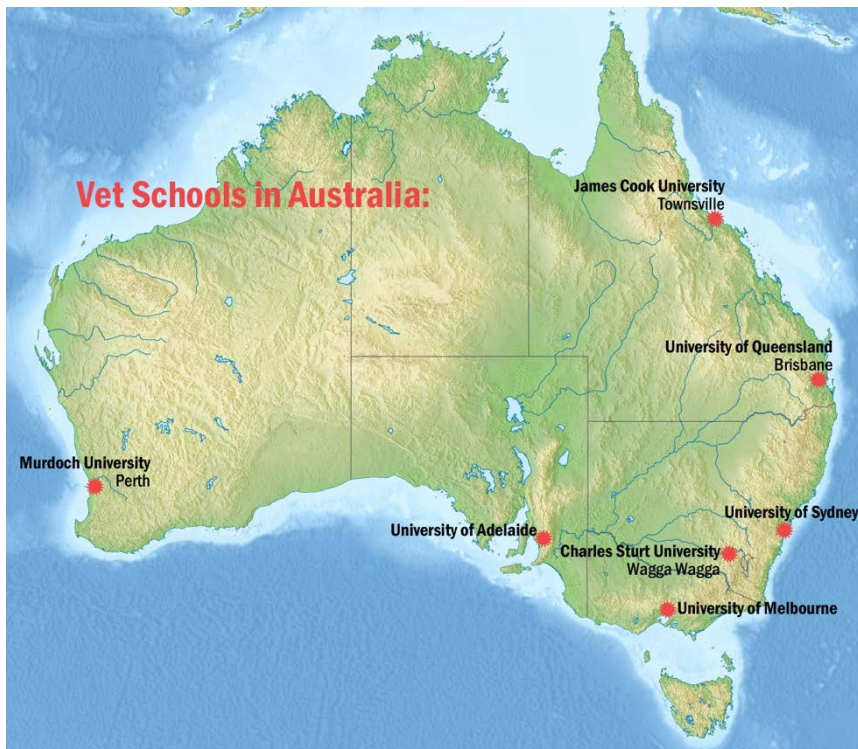 Vet Schools in Australia:
James Cook University
Townsville
University of Queensland
Brisbane
Murdoch University
Perth
University of Sydney
University of Adelaide
Charles Sturt University
Wagga Wagga
University of Melbourne